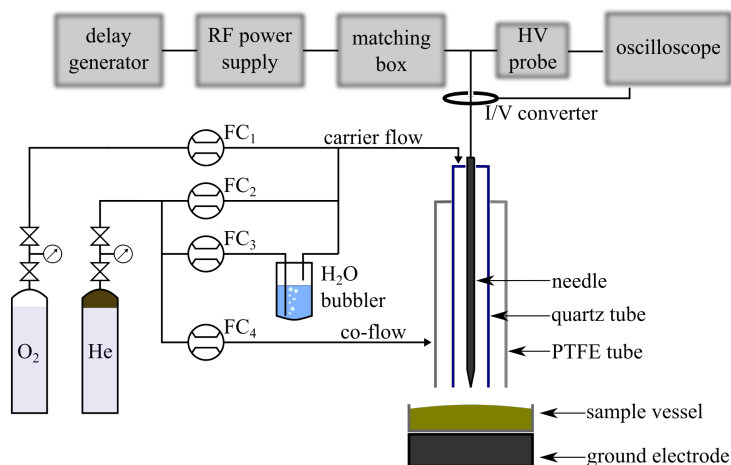 delay
generator
RF power
supply
matching
box
HV
probe
oscilloscope
I/V converter
FC₁
carrier flow
FC₂
FC₃
H₂O
bubbler
FC₄
co-flow
O₂
He
needle
quartz tube
PTFE tube
sample vessel
ground electrode